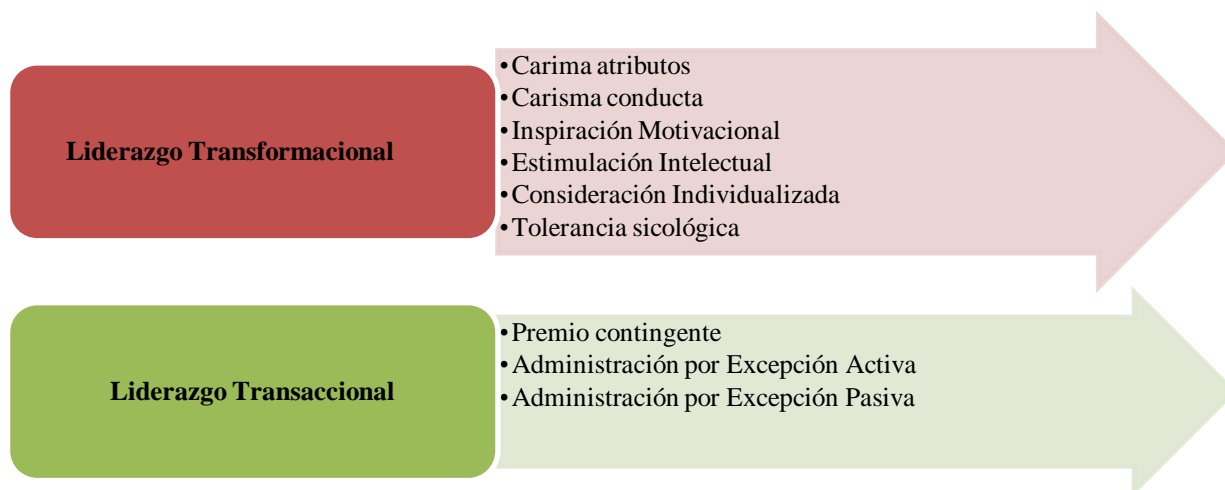 Liderazgo Transformacional
•Carima atributos
•Carisma conducta
•Inspiración Motivacional
•Estimulación Intelectual
•Consideración Individualizada
•Tolerancia sicológica
Liderazgo Transaccional
•Premio contingente
•Administración por Excepción Activa
•Administración por Excepción Pasiva